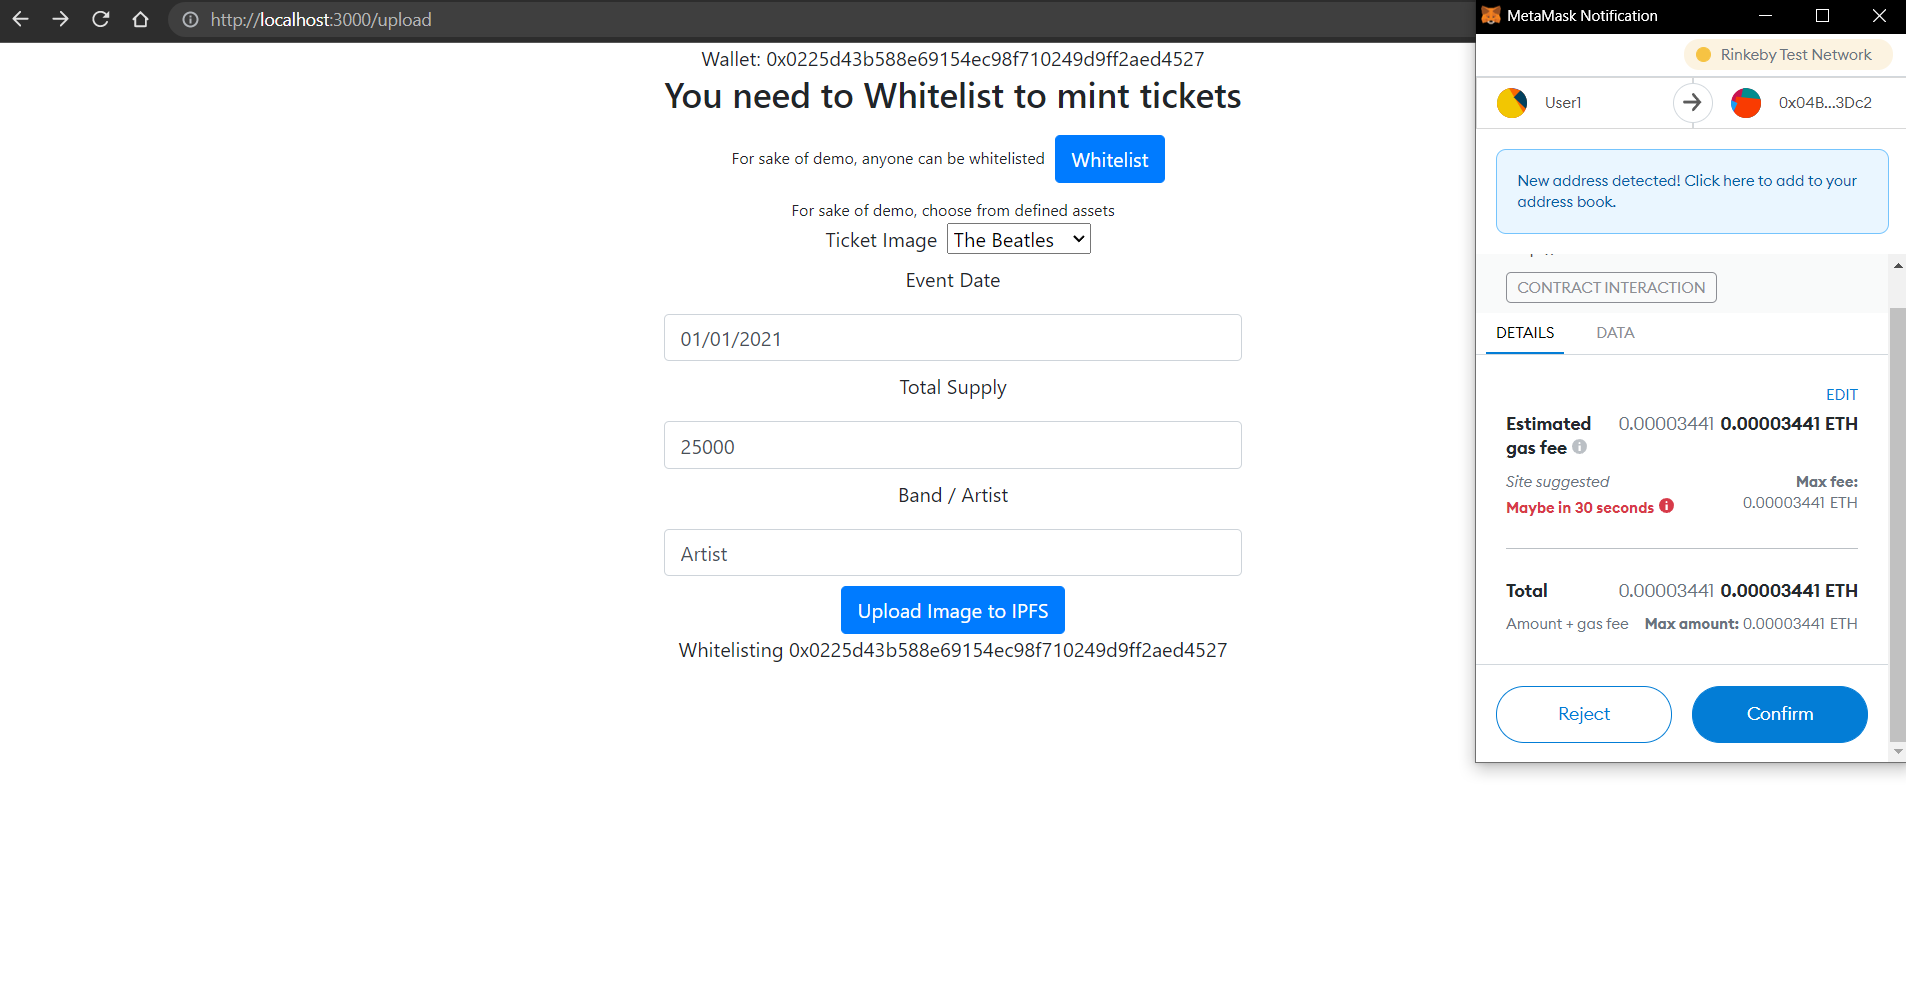 http://localhost:3000/upload
Wallet: 0x0225d43b588e69154ec98f710249d9ff2aed4527
You need to Whitelist to mint tickets
For sake of demo, anyone can be whitelisted Whitelist
For sake of demo, choose from defined assets
Ticket Image The Beatles
Event Date
01/01/2021
Total Supply
25000
Band / Artist
Artist
Upload Image to IPFS
Whitelisting 0x0225d43b588e69154ec98f710249d9ff2aed4527
MetaMask Notification
Rinkeby Test Network
User1 0x04B...3Dc2
New address detected! Click here to add to your
address book.
CONTRACT INTERACTION
DETAILS DATA
EDIT
Estimated 0.00003441 0.00003441 ETH
gas fee
Site suggested Max fee:
Maybe in 30 seconds 0.00003441 ETH
Total 0.00003441 0.00003441 ETH
Amount + gas fee Max amount: 0.00003441 ETH
Reject Confirm